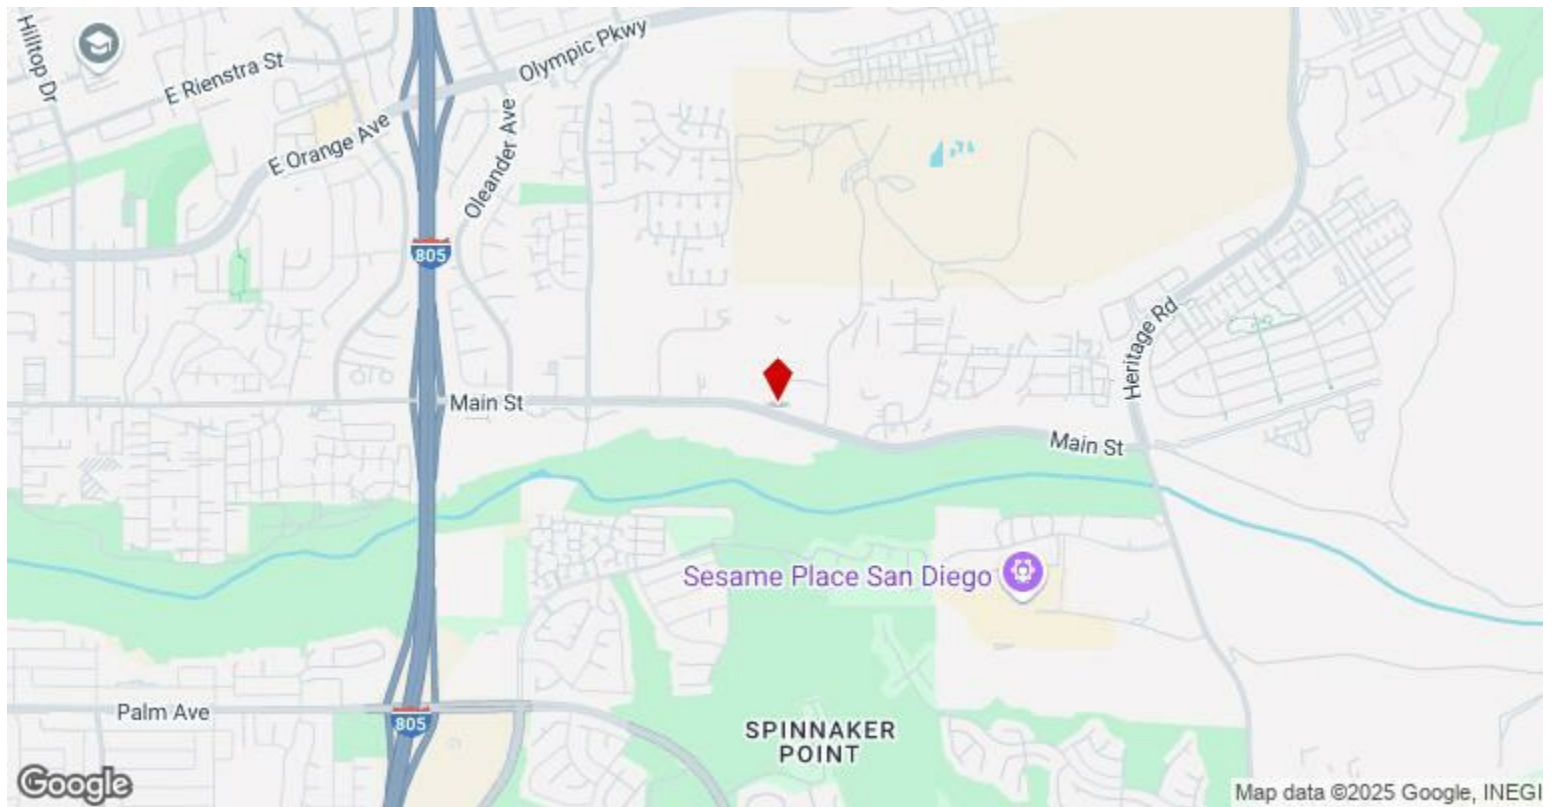 Hilltop Dr
E Rienstra St
Olympic Pkwy
E Orange Ave
Oleander Ave
805
Heritage Rd
Main St
Main St
Sesame Place San Diego
Palm Ave
805
SPINNAKER
POINT
Google
Map data ©2025 Google, INEGI